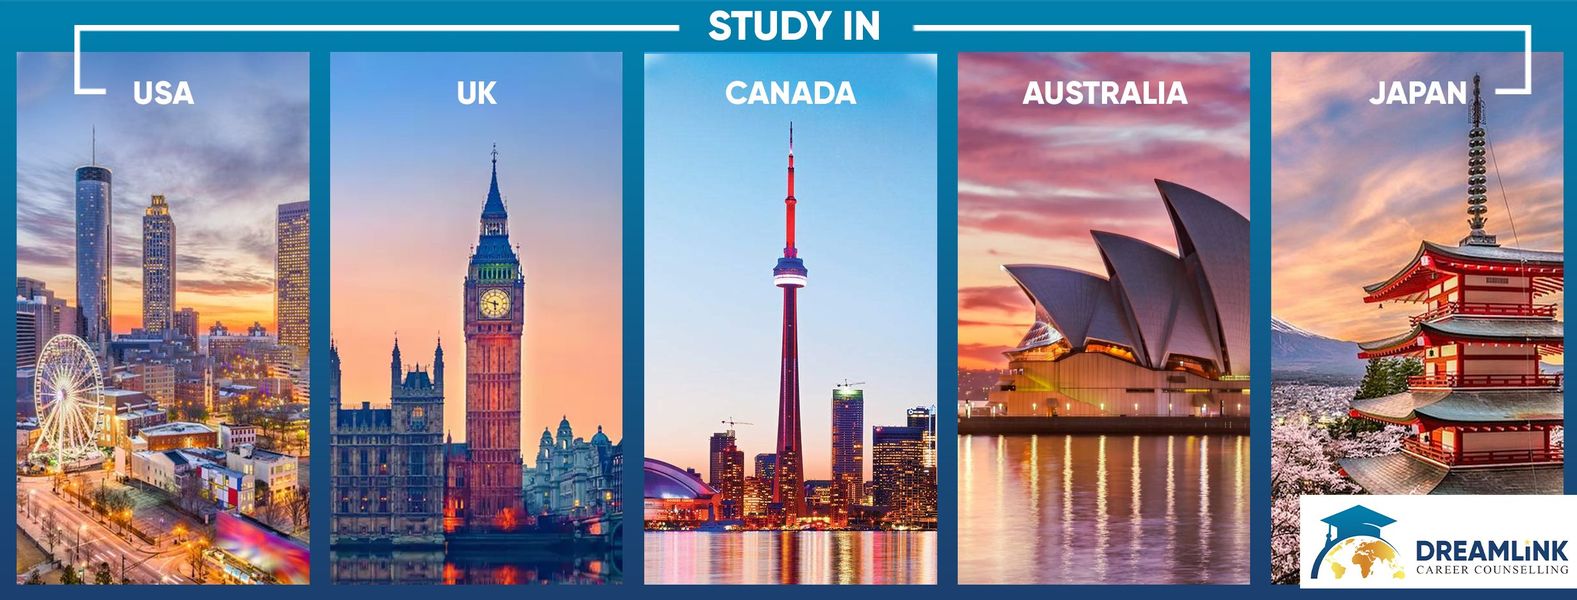 STUDY IN
USA
UK
CANADA
AUSTRALIA
JAPAN
DREAMLiNK
CAREER COUNSELLING